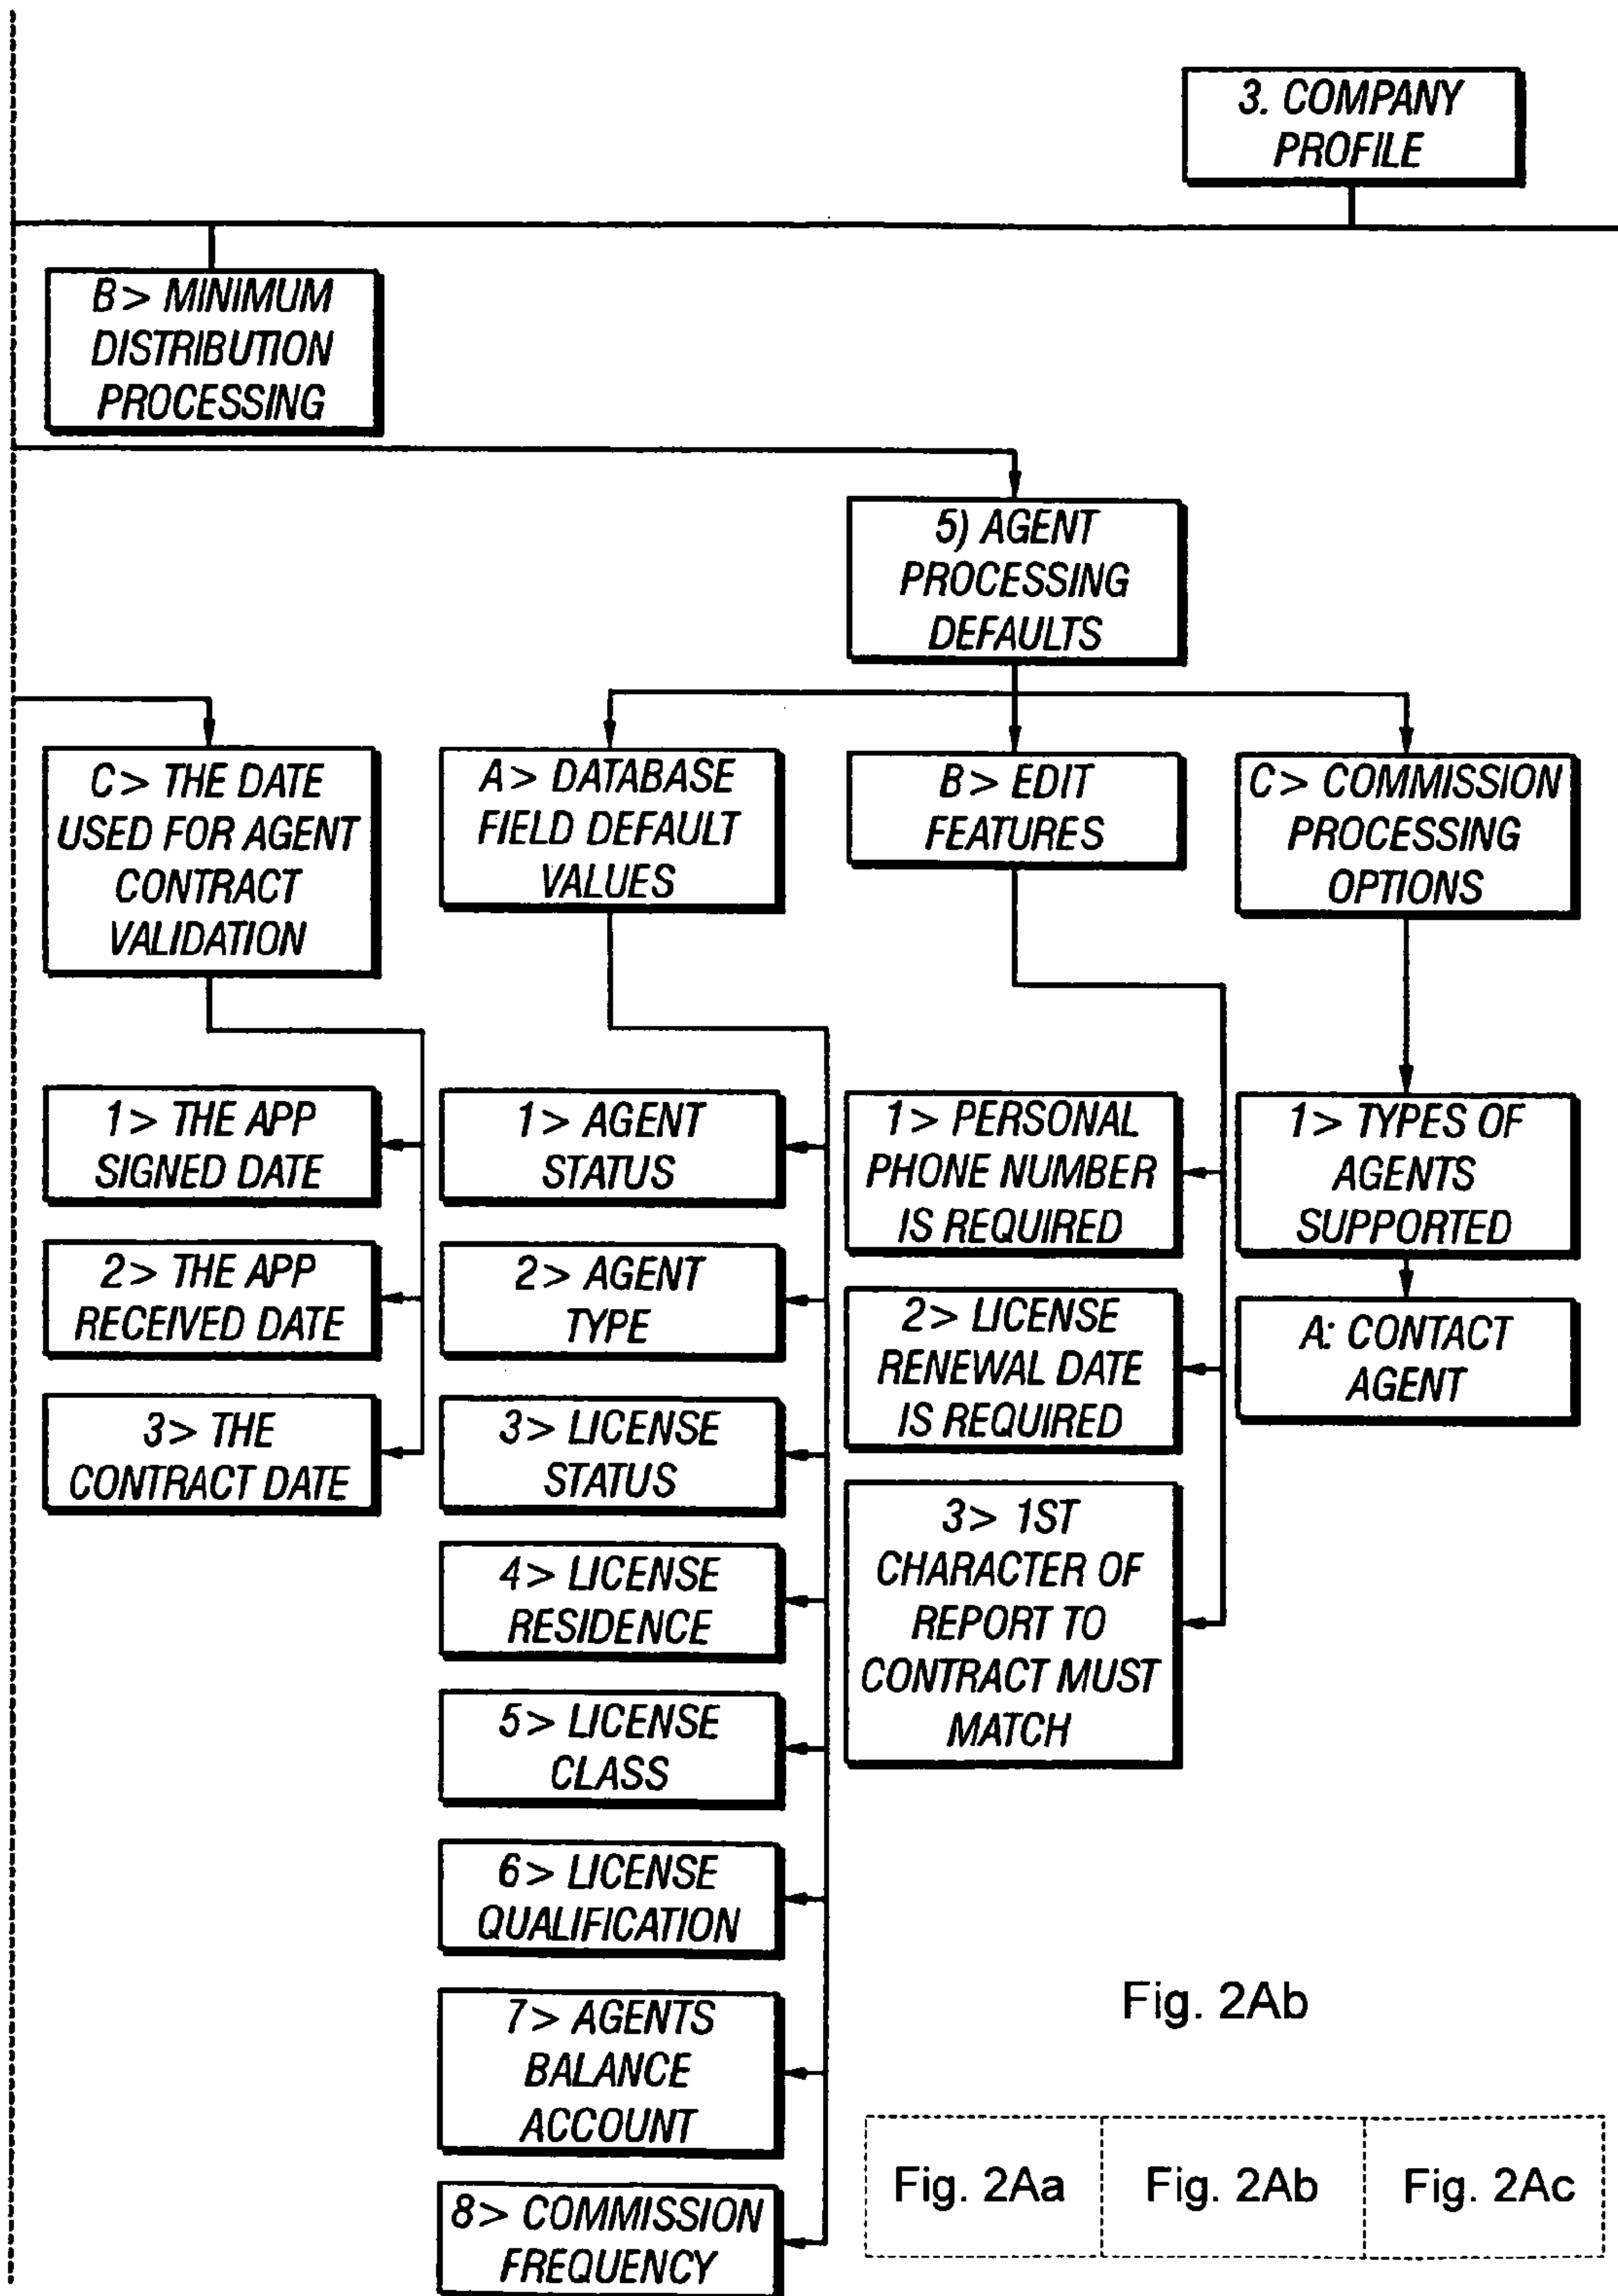 3. COMPANY
PROFILE
B> MINIMUM
DISTRIBUTION
PROCESSING
5) AGENT
PROCESSING
DEFAULTS
C> THE DATE
USED FOR AGENT
CONTRACT
VALIDATION
A> DATABASE
FIELD DEFAULT
VALUES
B> EDIT
FEATURES
C> COMMISSION
PROCESSING
OPTIONS
1> THE APP
SIGNED DATE
2> THE APP
RECEIVED DATE
3> THE
CONTRACT DATE
1> AGENT
STATUS
2> AGENT
TYPE
3> LICENSE
STATUS
4> LICENSE
RESIDENCE
5> LICENSE
CLASS
6> LICENSE
QUALIFICATION
7> AGENTS
BALANCE
ACCOUNT
8> COMMISSION
FREQUENCY
1> PERSONAL
PHONE NUMBER
IS REQUIRED
2> LICENSE
RENEWAL DATE
IS REQUIRED
3> 1ST
CHARACTER OF
REPORT TO
CONTRACT MUST
MATCH
1> TYPES OF
AGENTS
SUPPORTED
A: CONTACT
AGENT
Fig. 2Ab
Fig. 2Aa
Fig. 2Ab
Fig. 2Ac